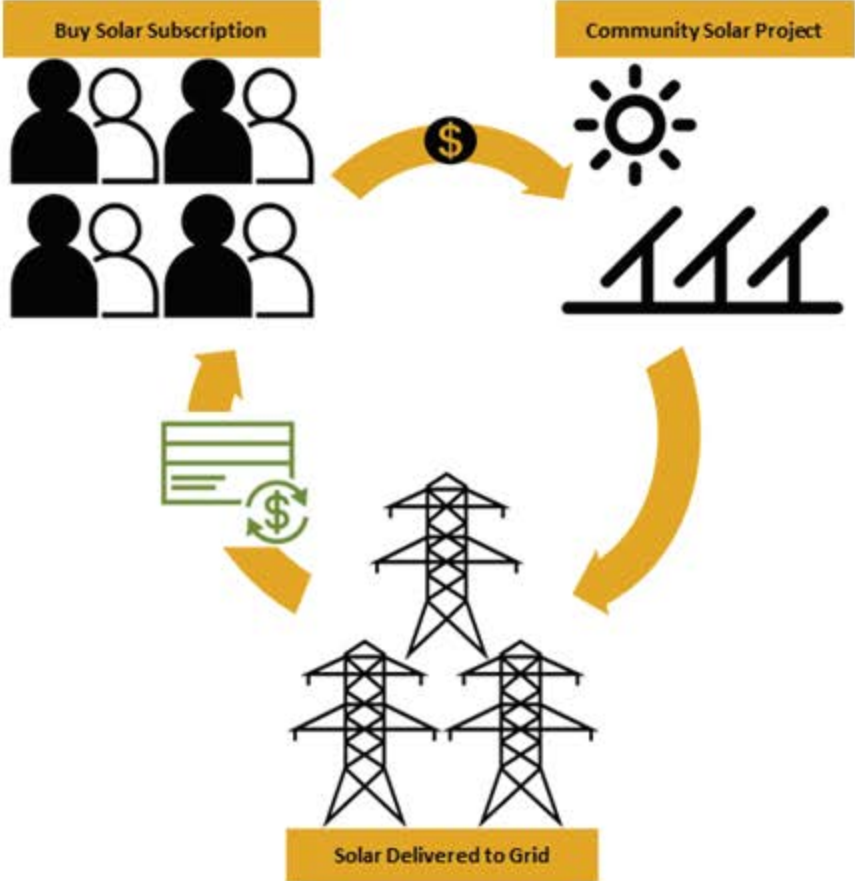 Buy Solar Subscription
Community Solar Project
$
$
Solar Delivered to Grid